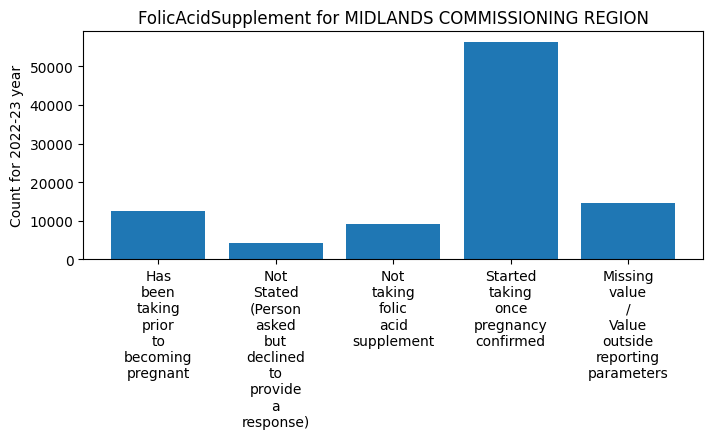 FolicAcidSupplement for MIDLANDS COMMISSIONING REGION
Count for 2022-23 year
50000
40000
30000
20000
10000
0
Has
been
taking
prior
to
becoming
pregnant
Not
Stated
(Person
asked
but
declined
to
provide
a
response)
Not
taking
folic
acid
supplement
Started
taking
once
pregnancy
confirmed
Missing
value
/
Value
outside
reporting
parameters